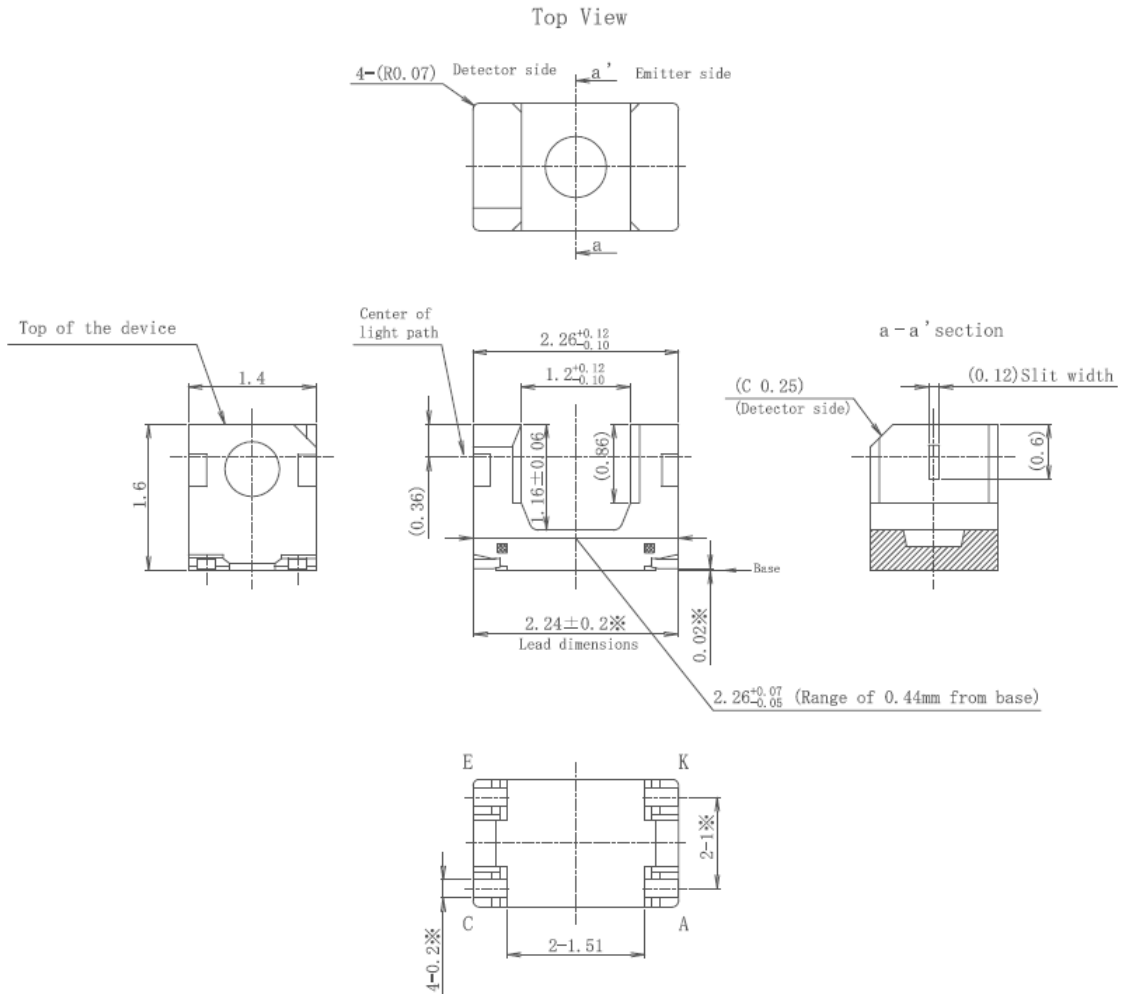 Top View
4-(R0.07)
Detector side
a'
Emitter side
a
Top of the device
Center of
light path
2.26+0.12
-0.10
a-a'section
1.4
1.2+0.12
-0.10
(C 0.25)
(Detector side)
(0.12)Slit width
1.6
(0.36)
1.16±0.06
(0.86)
(0.6)
Base
2.24±0.2※
Lead dimensions
0.02※
2.26+0.07
-0.05 (Range of 0.44mm from base)
E
K
2-1※
C
A
4-0.2※
2-1.51